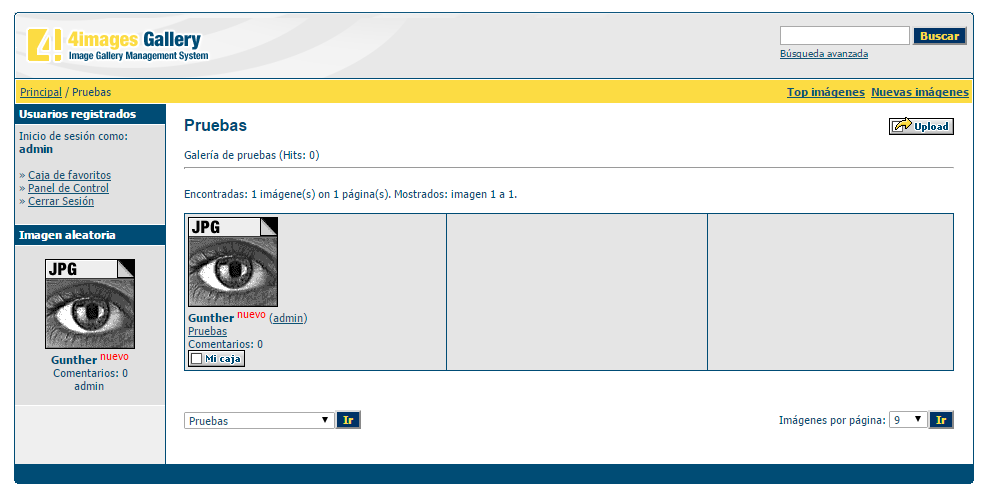 4! 4images Gallery
Image Gallery Management System
Buscar
Búsqueda avanzada
Principal / Pruebas
Top imágenes Nuevas imágenes
Usuarios registrados
Inicio de sesión como:
admin
» Caja de favoritos
» Panel de Control
» Cerrar Sesión
Imagen aleatoria
JPG
Gunther nuevo
Comentarios: 0
admin
Pruebas
Upload
Galería de pruebas (Hits: 0)
Encontradas: 1 imágene(s) on 1 página(s). Mostrados: imagen 1 a 1.
JPG
Gunther nuevo (admin)
Pruebas
Comentarios: 0
Mi caja
Pruebas Ir
Imágenes por página: 9 Ir